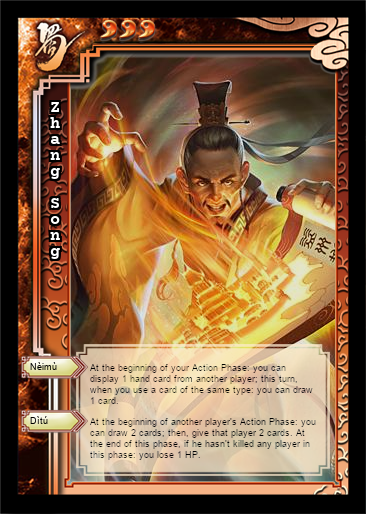 蜀
Zhang Song
Nèimù
At the beginning of your Action Phase: you can
display 1 hand card from another player; this turn,
when you use a card of the same type: you can draw
1 card.
Dìtú
At the beginning of another player's Action Phase: you
can draw 2 cards; then, give that player 2 cards. At
the end of this phase, if he hasn't killed any player in
this phase: you lose 1 HP.